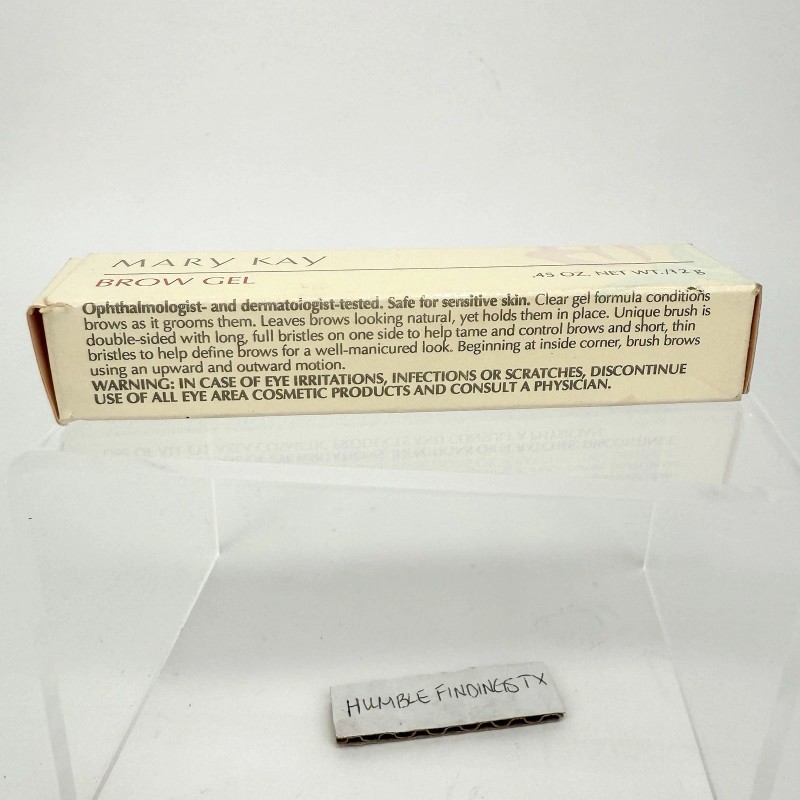 MARY KAY
BROW GEL
.45 OZ. NET WT./12 g
Ophthalmologist- and dermatologist-tested. Safe for sensitive skin. Clear gel formula conditions
brows as it grooms them. Leaves brows looking natural, yet holds them in place. Unique brush is
double-sided with long, full bristles on one side to help tame and control brows and short, thin
bristles to help define brows for a well-manicured look. Beginning at inside corner, brush brows
using an upward and outward motion.
WARNING: IN CASE OF EYE IRRITATIONS, INFECTIONS OR SCRATCHES, DISCONTINUE
USE OF ALL EYE AREA COSMETIC PRODUCTS AND CONSULT A PHYSICIAN.
HUMBLE FINDINGSTX